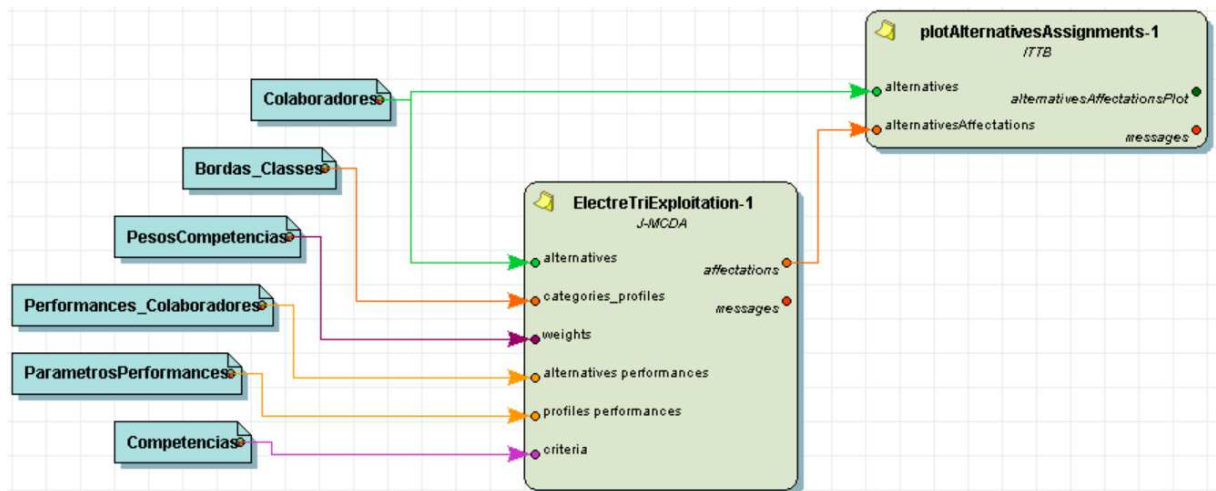 plotAlternativesAssignments-1
ITTB
alternatives
alternativesAffectationsPlot
alternativesAffectations
messages
Colaboradores
Bordas_Classes
PesosCompetencias
Performances_Colaboradores
ParametrosPerformances
Competencias
ElectreTriExploitation-1
J-MCDA
alternatives
affectations
categories_profiles
messages
weights
alternatives performances
profiles performances
criteria